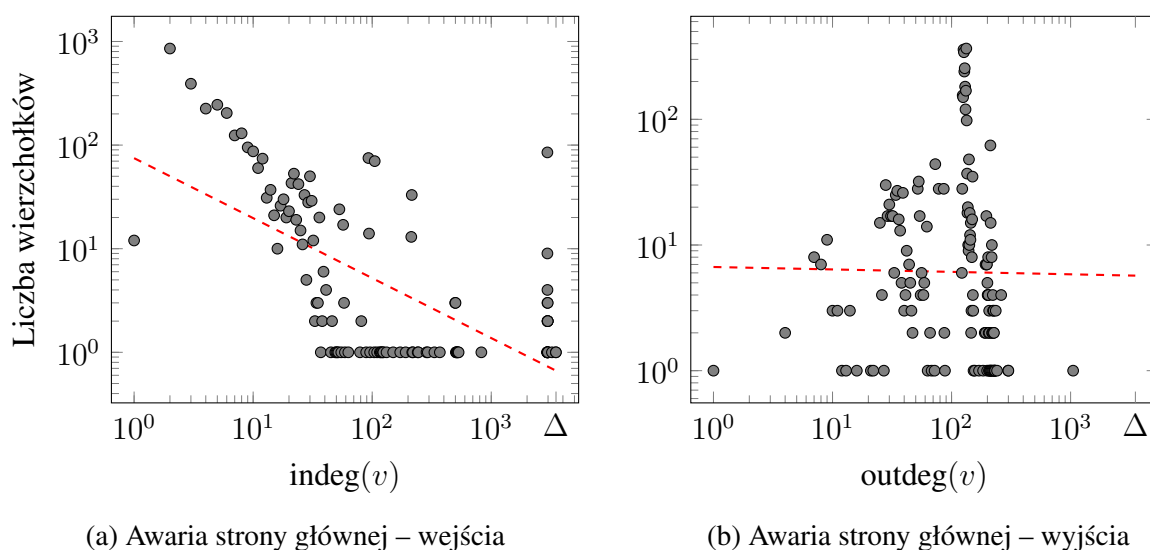 Liczba wierzchołków
10^3
10^2
10^1
10^0
10^0 10^1 10^2 10^3 Δ
indeg(v)
(a) Awaria strony głównej – wejścia
10^2
10^1
10^0
10^0 10^1 10^2 10^3 Δ
outdeg(v)
(b) Awaria strony głównej – wyjścia